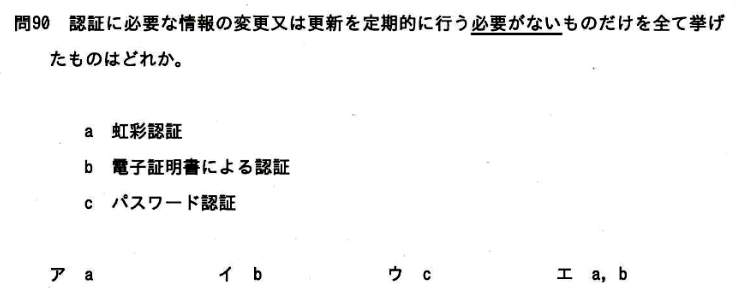 問90 認証に必要な情報の変更又は更新を定期的に行う必要がないものだけを全て挙げ
たものはどれか。
a 虹彩認証
b 電子証明書による認証
c パスワード認証
ア a イ b ウ c エ a, b